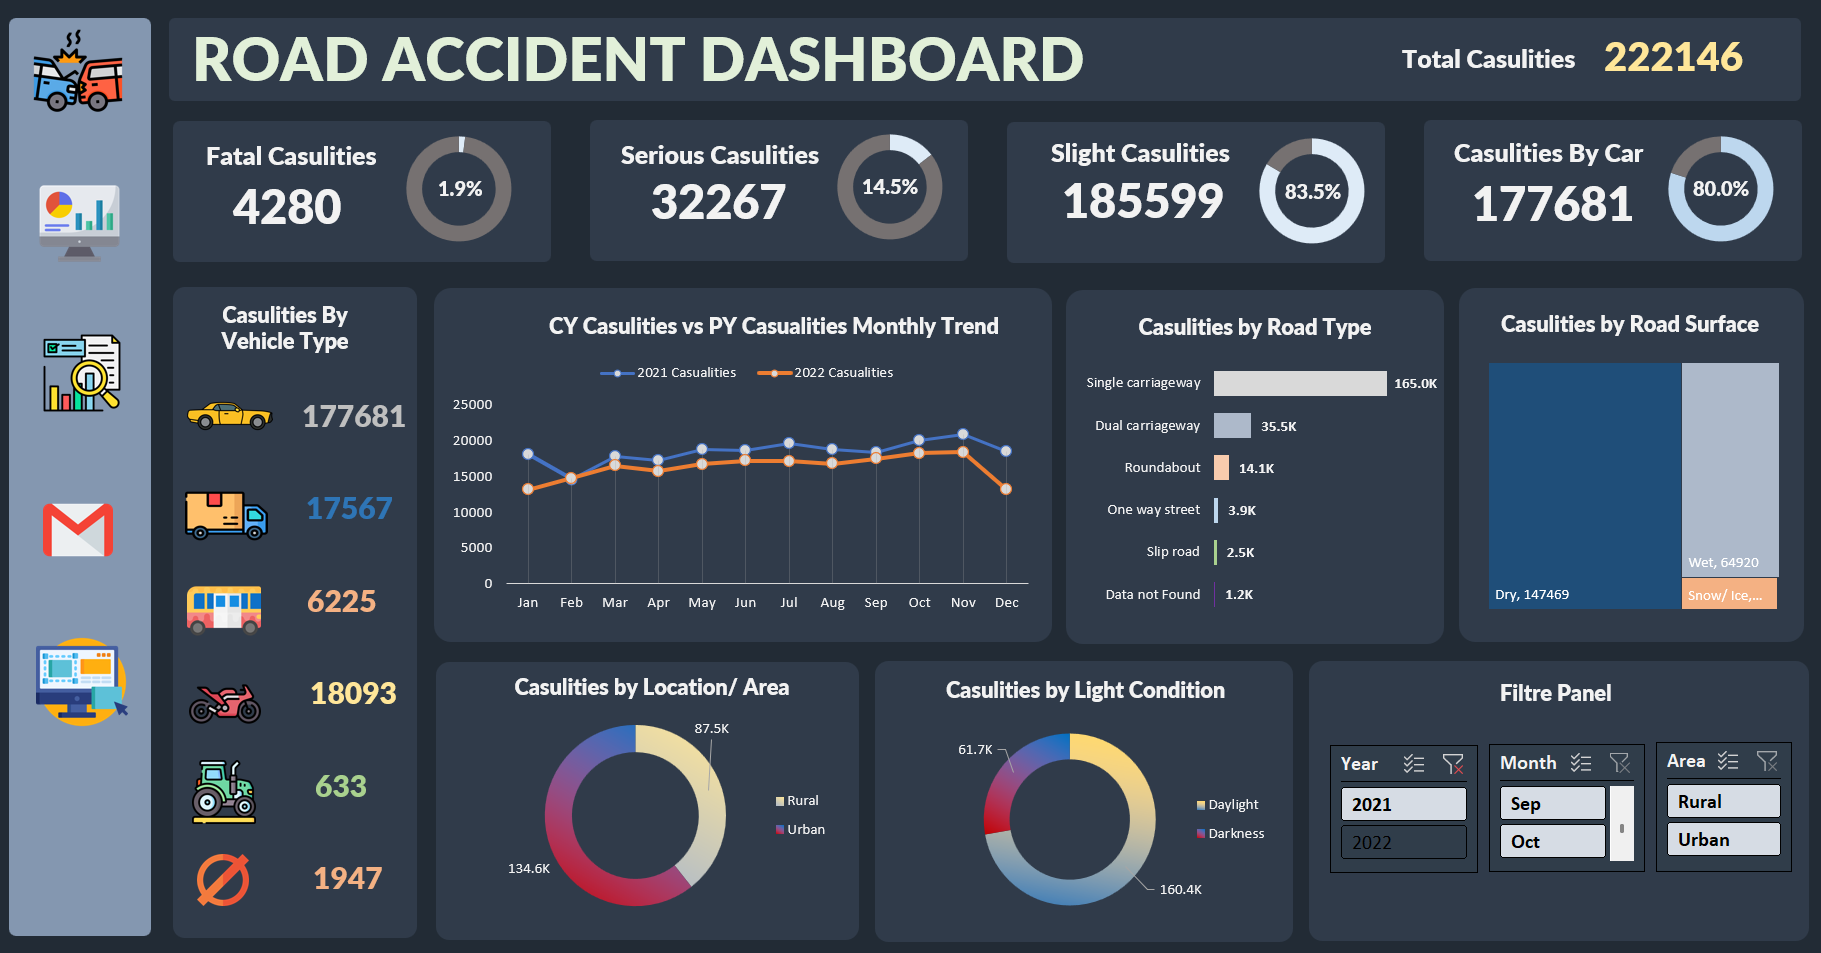 ROAD ACCIDENT DASHBOARD
Total Casulities 222146
Fatal Casulities
4280
1.9%
Serious Casulities
32267
14.5%
Slight Casulities
185599
83.5%
Casulities By Car
177681
80.0%
Casulities By
Vehicle Type
177681
17567
6225
18093
633
1947
CY Casulities vs PY Casualities Monthly Trend
2021 Casualities 2022 Casualities
25000
20000
15000
10000
5000
0
Jan Feb Mar Apr May Jun Jul Aug Sep Oct Nov Dec
Casulities by Road Type
Single carriageway 165.0K
Dual carriageway 35.5K
Roundabout 14.1K
One way street 3.9K
Slip road 2.5K
Data not Found 1.2K
Casulities by Road Surface
Wet, 64920
Dry, 147469
Snow/ Ice,...
Casulities by Location/ Area
87.5K
Rural
Urban
134.6K
Casulities by Light Condition
61.7K
Daylight
Darkness
160.4K
Filtre Panel
Year
2021
2022
Month
Sep
Oct
Area
Rural
Urban